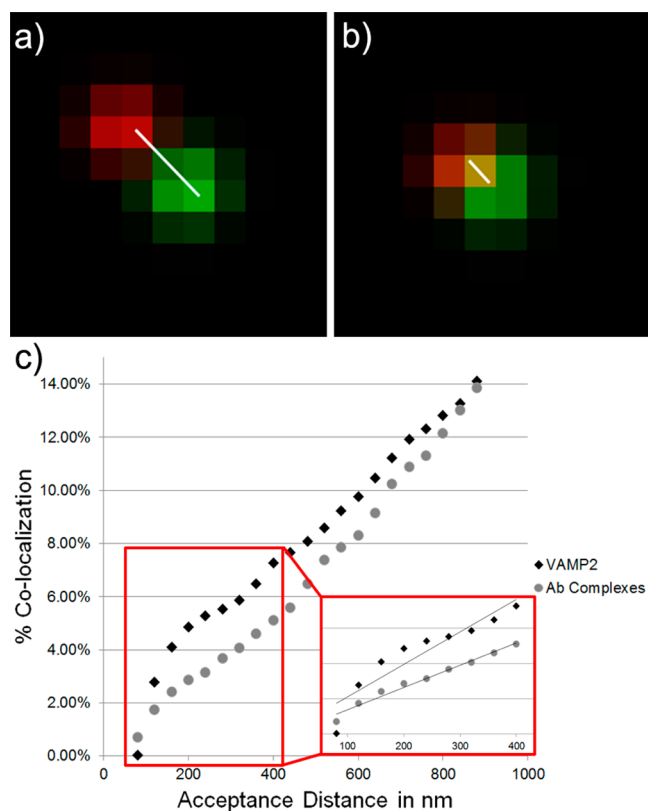 a)
b)
c)
14.00%
12.00%
10.00%
8.00%
6.00%
4.00%
2.00%
0.00%
% Co-localization
0
200
400
600
800
1000
Acceptance Distance in nm
VAMP2
Ab Complexes
100
200
300
400